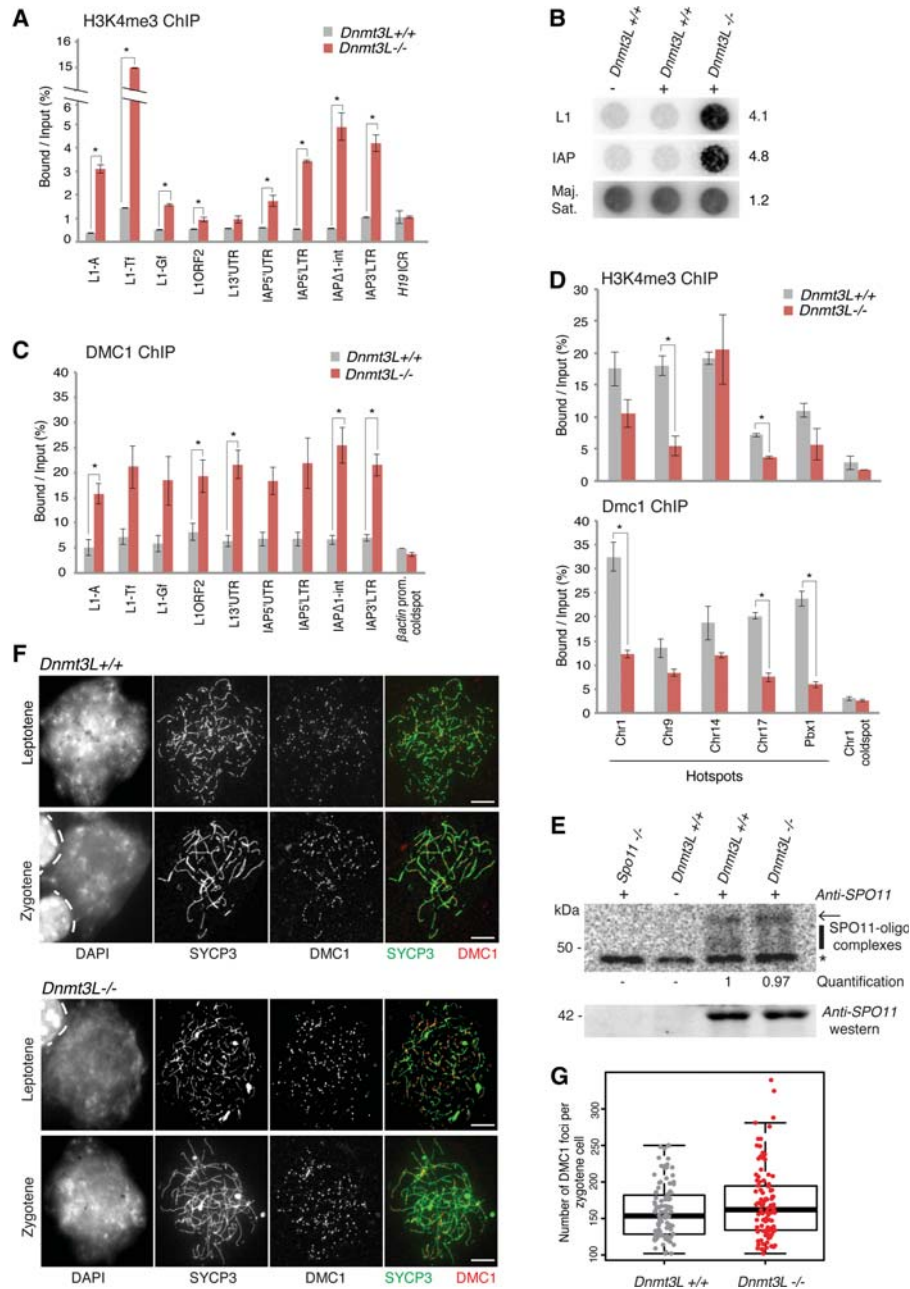 A
H3K4me3 ChIP
Dnmt3L+/+
Dnmt3L-/-
Bound / Input (%)
16
15
6
5
4
3
2
1
0
*
*
*
*
*
*
*
*
L1-A
L1-Tf
L1-Gf
L1ORF2
L13'UTR
IAP5'UTR
IAP5'LTR
IAPΔ1-int
IAP3'LTR
H19 ICR
B
Dnmt3L +/+
Dnmt3L +/+
Dnmt3L -/-
- + +
L1 4.1
IAP 4.8
Maj. Sat. 1.2
C
DMC1 ChIP
Dnmt3L+/+
Dnmt3L-/-
Bound / Input (%)
40
35
30
25
20
15
10
5
0
*
*
*
*
*
L1-A
L1-Tf
L1-Gf
L1ORF2
L13'UTR
IAP5'UTR
IAP5'LTR
IAPΔ1-int
IAP3'LTR
βactin prom.
coldspot
D
H3K4me3 ChIP
Dnmt3L+/+
Dnmt3L-/-
Bound / Input (%)
30
25
20
15
10
5
0
*
*
Dmc1 ChIP
Bound / Input (%)
40
35
30
25
20
15
10
5
0
*
*
*
Chr1
Chr9
Chr14
Chr17
Pbx1
Chr1
coldspot
Hotspots
E
Spo11 -/-
Dnmt3L +/+
Dnmt3L +/+
Dnmt3L -/-
+ - + + Anti-SPO11
kDa
SPO11-oligo
complexes
50 -
*
- - 1 0.97 Quantification
42 -
Anti-SPO11
western
F
Dnmt3L+/+
Leptotene
Zygotene
DAPI SYCP3 DMC1 SYCP3 DMC1
Dnmt3L-/-
Leptotene
Zygotene
DAPI SYCP3 DMC1 SYCP3 DMC1
G
Number of DMC1 foci per
zygotene cell
300
250
200
150
100
Dnmt3L +/+
Dnmt3L -/-